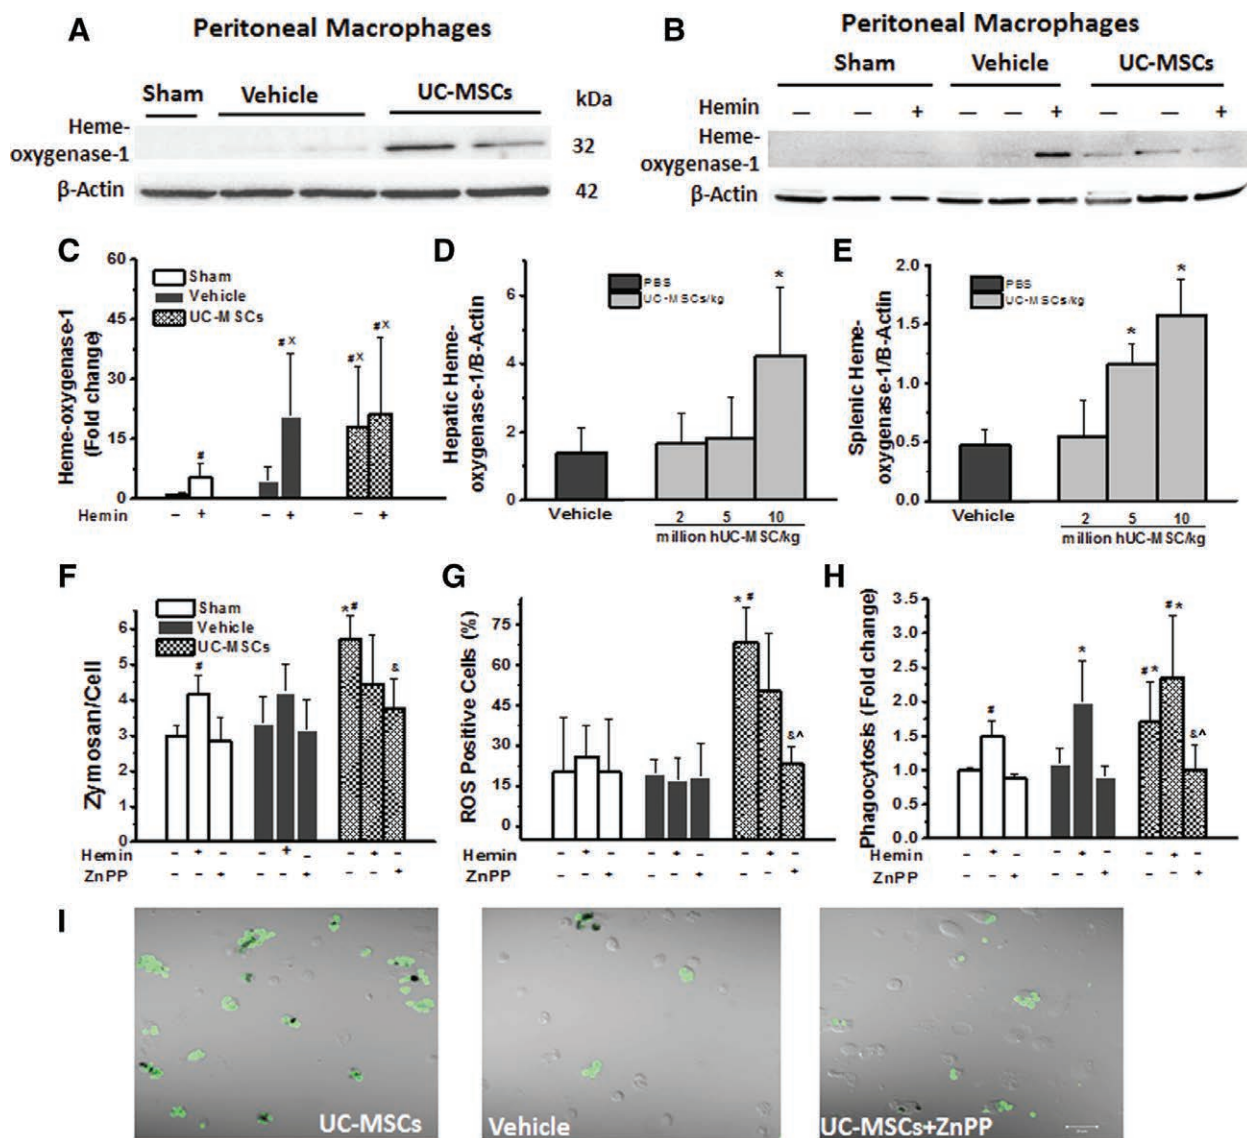 A
Peritoneal Macrophages
Sham Vehicle UC-MSCs kDa
Heme-
oxygenase-1 32
β-Actin 42
B
Peritoneal Macrophages
Sham Vehicle UC-MSCs
Hemin — — + — — + — — +
Heme-
oxygenase-1
β-Actin
C
Heme-oxygenase-1
(Fold change)
60
45
30
15
0
Sham
Vehicle
UC-MSCs
# #X #X #X
Hemin – + – + – +
D
Hepatic Heme-
oxygenase-1/B-Actin
6
4
2
0
PBS
UC-MSCs/kg
*
Vehicle 2 5 10
million hUC-MSC/kg
E
Splenic Heme-
oxygenase-1/B-Actin
2.0
1.5
1.0
0.5
0.0
PBS
UC-MSCs/kg
* *
Vehicle 2 5 10
million hUC-MSC/kg
F
Zymosan/Cell
6
5
4
3
2
1
0
Sham
Vehicle
UC-MSCs
# *# &
Hemin – + – – + – – + –
ZnPP – – + – – + – – +
G
ROS Positive Cells (%)
75
60
45
30
15
0
*# &^
Hemin – + – – + – – + –
ZnPP – – + – – + – – +
H
Phagocytosis (Fold change)
3.5
3.0
2.5
2.0
1.5
1.0
0.5
0.0
# * #* #* &^
Hemin – + – – + – – + –
ZnPP – – + – – + – – +
I
UC-MSCs
Vehicle
UC-MSCs+ZnPP